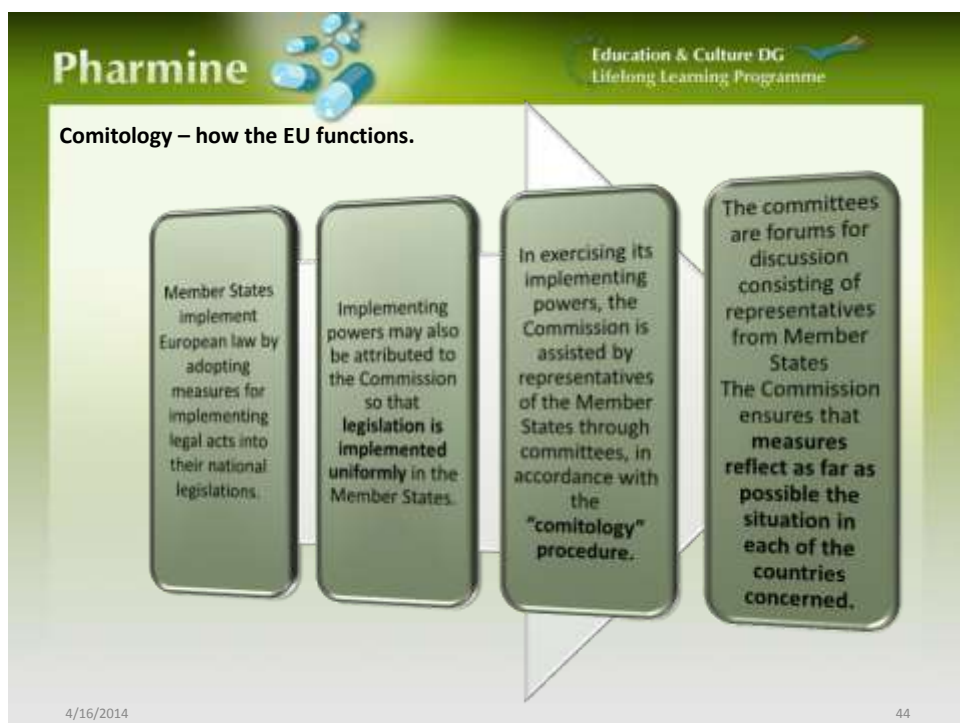 Pharmine
Education & Culture DG
Lifelong Learning Programme
Comitology – how the EU functions.
Member States
implement
European law by
adopting
measures for
implementing
legal acts into
their national
legislations.
Implementing
powers may also
be attributed to
the Commission
so that
legislation is
implemented
uniformly in the
Member States.
In exercising its
implementing
powers, the
Commission is
assisted by
representatives
of the Member
States through
committees, in
accordance with
the
"comitology"
procedure.
The committees
are forums for
discussion
consisting of
representatives
from Member
States
The Commission
ensures that
measures
reflect as far as
possible the
situation in
each of the
countries
concerned.
4/16/2014
44